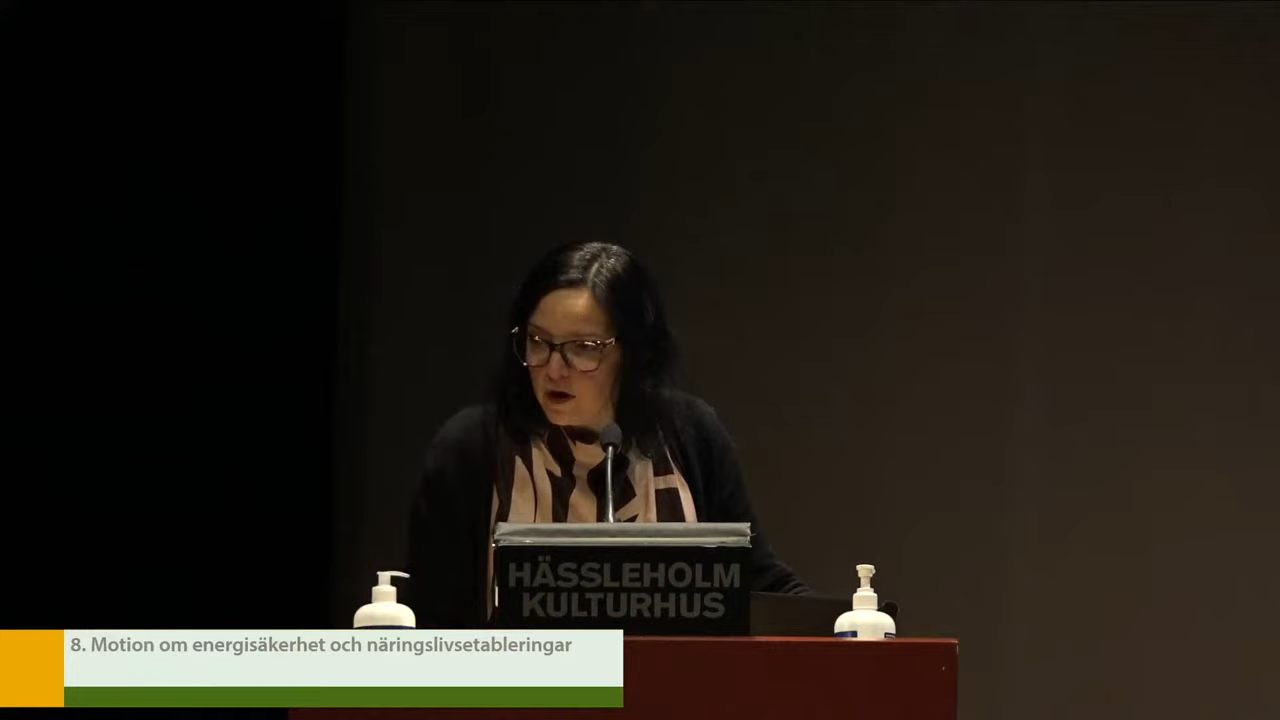 HÄSSLEHOLM
KULTURHUS
8. Motion om energisäkerhet och näringslivsetableringar